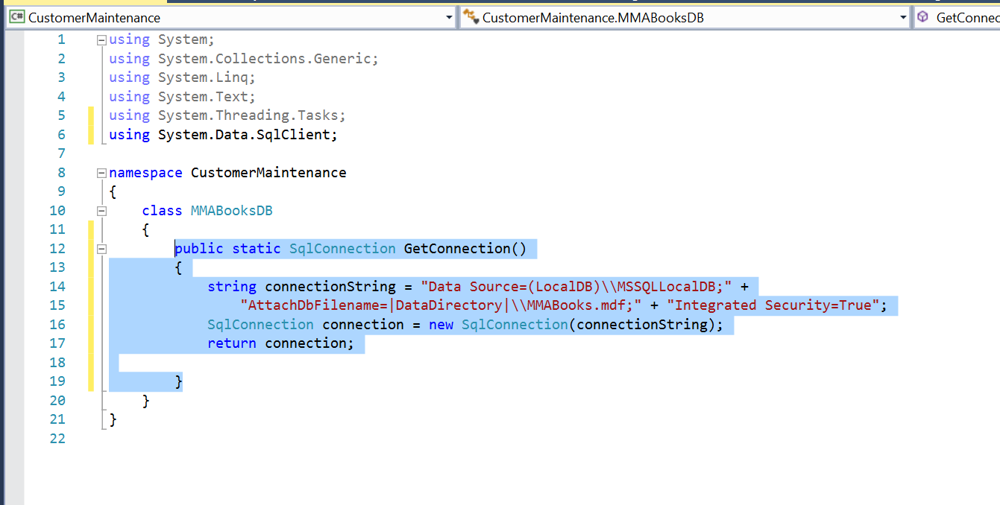 C# CustomerMaintenance CustomerMaintenance.MMABooksDB
1 using System;
2 using System.Collections.Generic;
3 using System.Linq;
4 using System.Text;
5 using System.Threading.Tasks;
6 using System.Data.SqlClient;
7
8 namespace CustomerMaintenance
9 {
10 class MMABooksDB
11 {
12 public static SqlConnection GetConnection()
13 {
14 string connectionString = "Data Source=(LocalDB)\\MSSQLLocalDB;" +
15 "AttachDbFilename=|DataDirectory|\\MMABooks.mdf;" + "Integrated Security=True";
16 SqlConnection connection = new SqlConnection(connectionString);
17 return connection;
18
19 }
20 }
21 }
22